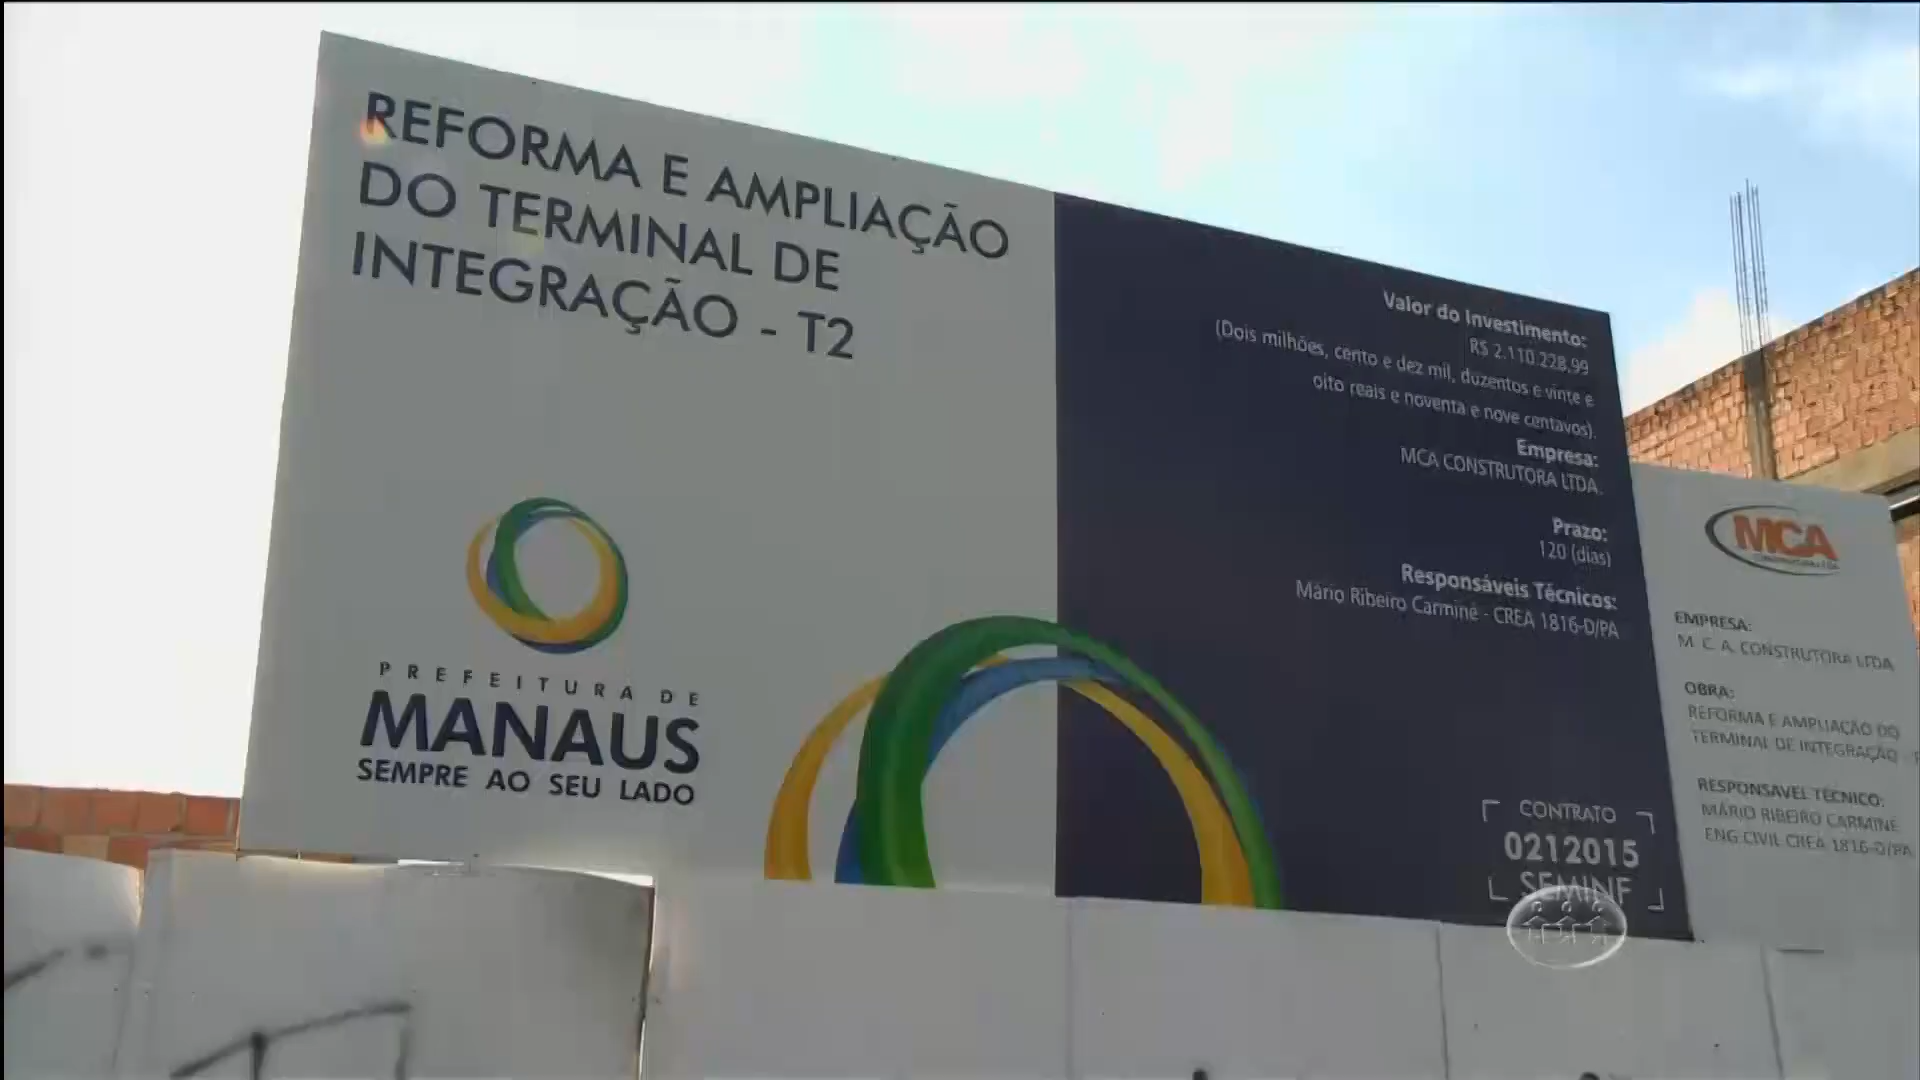 REFORMA E AMPLIAÇÃO
DO TERMINAL DE
INTEGRAÇÃO - T2
PREFEITURA DE
MANAUS
SEMPRE AO SEU LADO
Valor do Investimento:
R$ 2.110.228,99
(Dois milhões, cento e dez mil, duzentos e vinte e
oito reais e noventa e nove centavos).
Empresa:
MCA CONSTRUTORA LTDA.
Prazo:
120 (dias)
Responsáveis Técnicos:
Mário Ribeiro Carminé - CREA 1816-D/PA
CONTRATO
0212015
SEMINF
MCA
CONSTRUTORA LTDA
EMPRESA:
M. C. A. CONSTRUTORA LTDA
OBRA:
REFORMA E AMPLIAÇÃO DO
TERMINAL DE INTEGRAÇÃO -
RESPONSAVEL TÉCNICO:
MÁRIO RIBEIRO CARMINE
ENG.CIVIL CREA 1816-D/PA